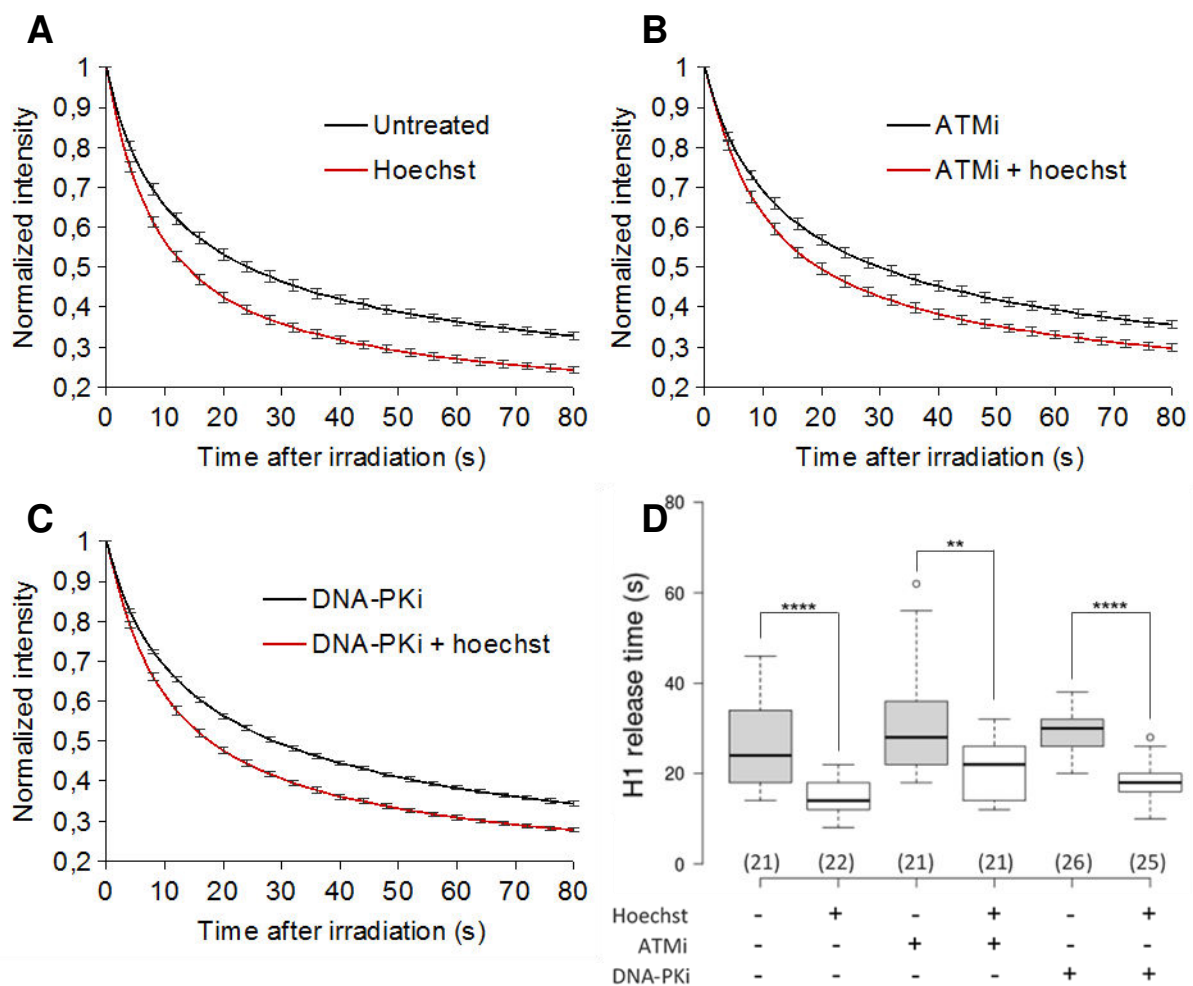 A
Normalized intensity
1
0,9
0,8
0,7
0,6
0,5
0,4
0,3
0,2
Untreated
Hoechst
0 10 20 30 40 50 60 70 80
Time after irradiation (s)
B
Normalized intensity
1
0,9
0,8
0,7
0,6
0,5
0,4
0,3
0,2
ATMi
ATMi + hoechst
0 10 20 30 40 50 60 70 80
Time after irradiation (s)
C
Normalized intensity
1
0,9
0,8
0,7
0,6
0,5
0,4
0,3
0,2
DNA-PKi
DNA-PKi + hoechst
0 10 20 30 40 50 60 70 80
Time after irradiation (s)
D
H1 release time (s)
80
60
40
20
0
**
**** ****
(21) (22) (21) (21) (26) (25)
Hoechst - + - + - +
ATMi - - + + - -
DNA-PKi - - - - + +